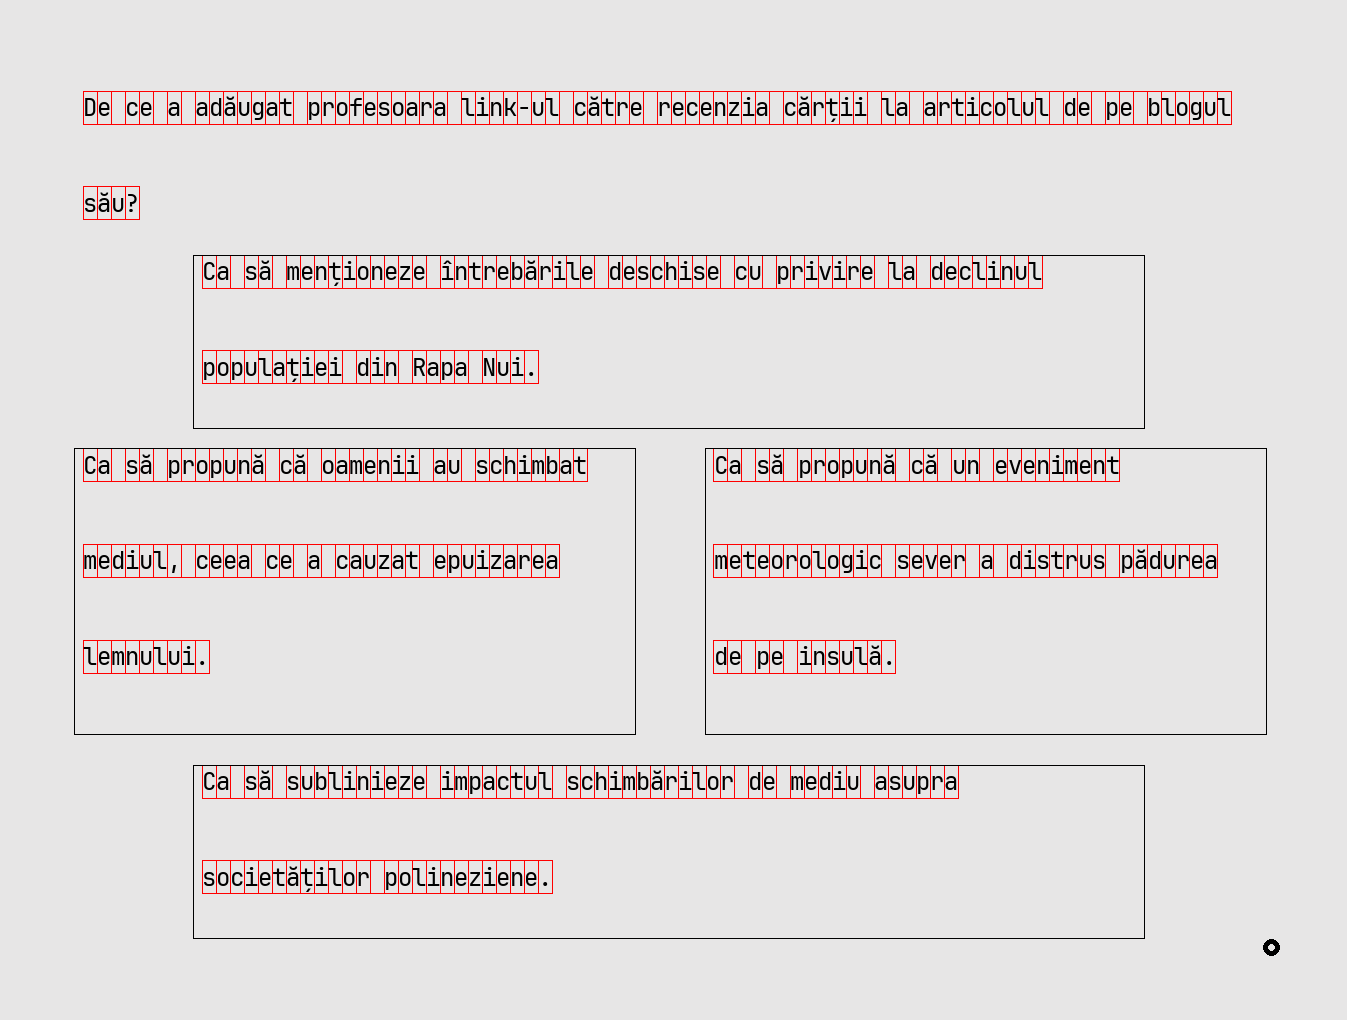 De ce a adăugat profesoara link-ul către recenzia cărții la articolul de pe blogul
său?
Ca să menționeze întrebările deschise cu privire la declinul
populației din Rapa Nui.
Ca să propună că oamenii au schimbat
mediul, ceea ce a cauzat epuizarea
lemnului.
Ca să propună că un eveniment
meteorologic sever a distrus pădurea
de pe insulă.
Ca să sublinieze impactul schimbărilor de mediu asupra
societăților polineziene.